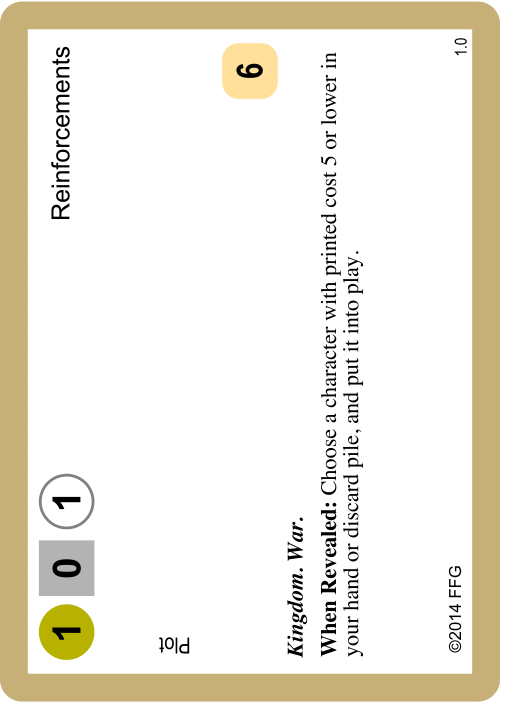 1 0 1 Reinforcements
Plot
6
Kingdom. War.
When Revealed: Choose a character with printed cost 5 or lower in
your hand or discard pile, and put it into play.
©2014 FFG 1.0